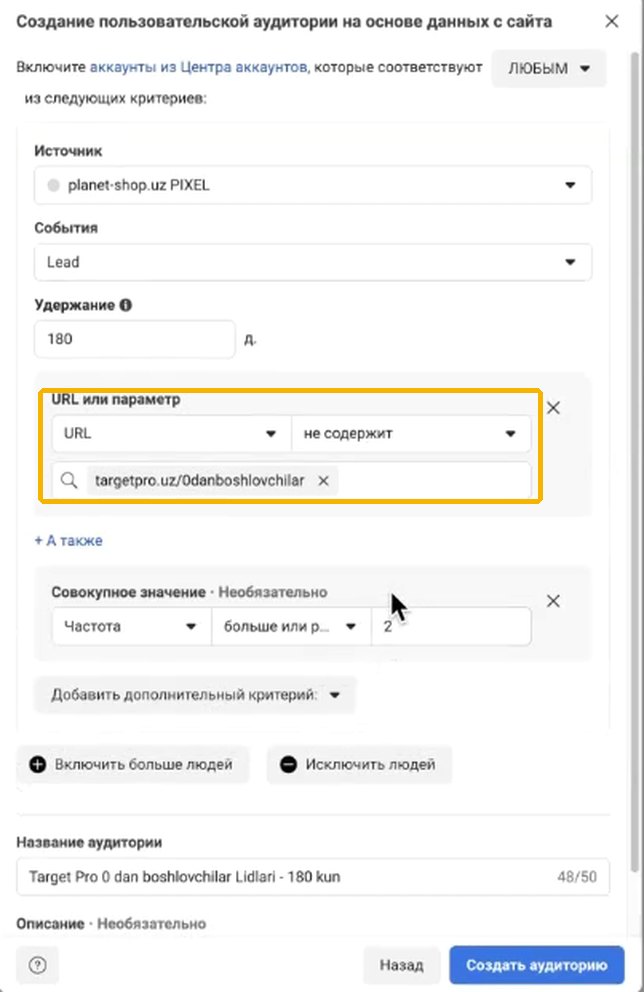 Создание пользовательской аудитории на основе данных с сайта
Включите аккаунты из Центра аккаунтов, которые соответствуют ЛЮБЫМ
из следующих критериев:
Источник
planet-shop.uz PIXEL
События
Lead
Удержание
180 д.
URL или параметр
URL не содержит
targetpro.uz/0danboshlovchilar
+ А также
Совокупное значение · Необязательно
Частота больше или р... 2
Добавить дополнительный критерий:
Включить больше людей Исключить людей
Название аудитории
Target Pro 0 dan boshlovchilar Lidlari - 180 kun 48/50
Описание · Необязательно
Назад Создать аудиторию